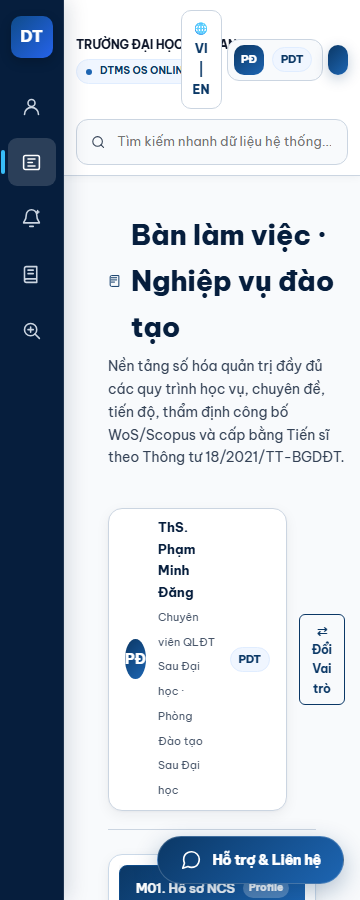 DT
TRƯỜNG ĐẠI HỌC
DTMS OS ONLIN
VI
|
EN
PĐ
PDT
Tìm kiếm nhanh dữ liệu hệ thống...
Bàn làm việc ·
Nghiệp vụ đào
tạo
Nền tảng số hóa quản trị đầy đủ
các quy trình học vụ, chuyên đề,
tiến độ, thẩm định công bố
WoS/Scopus và cấp bằng Tiến sĩ
theo Thông tư 18/2021/TT-BGDĐT.
ThS.
Phạm
Minh
Đăng
Chuyên
viên QLĐT
Sau Đại
học ·
Phòng
Đào tạo
Sau Đại
học
PĐ
PDT
⇄
Đổi
Vai
trò
Hỗ trợ & Liên hệ
M01. Hồ sơ NCS
Profile